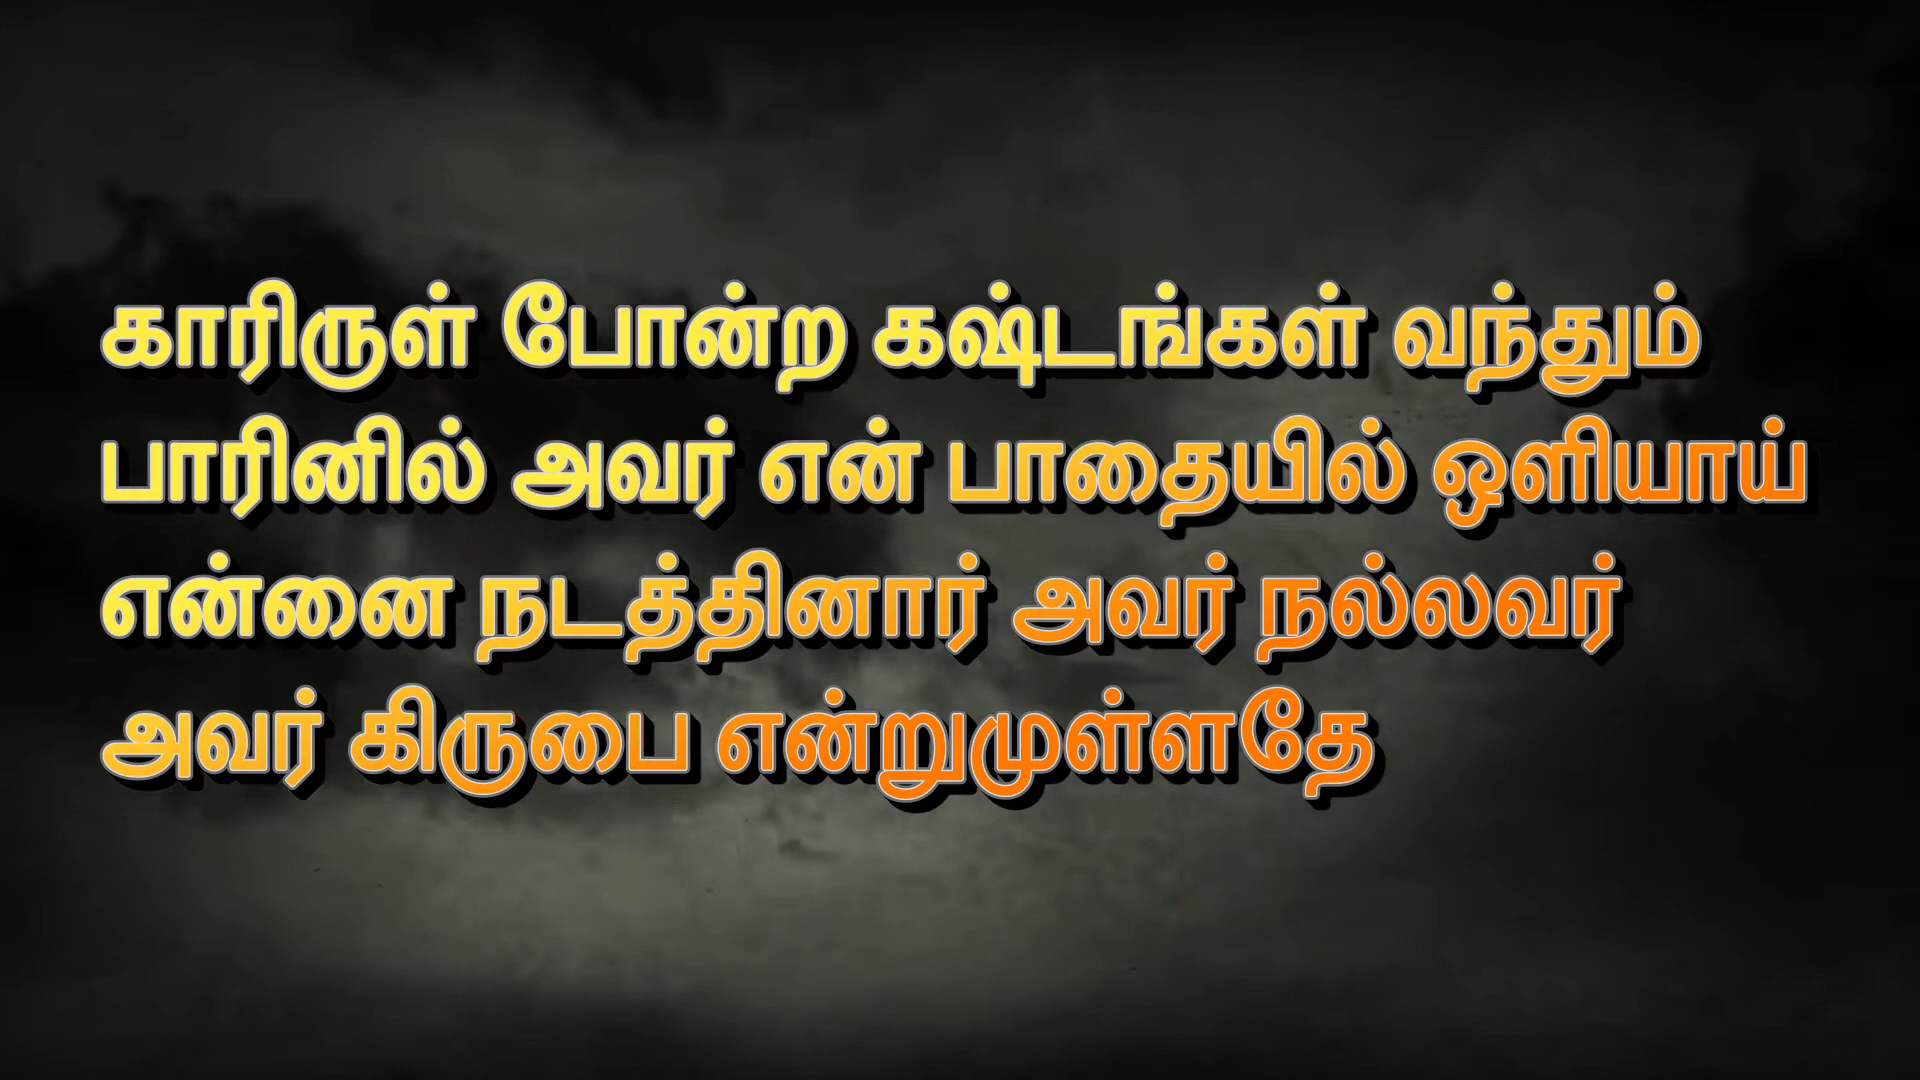 காரிருள் போன்ற கஷ்டங்கள் வந்தும்
பாரினில் அவர் என் பாதையில் ஒளியாய்
என்னை நடத்தினார் அவர் நல்லவர்
அவர் கிருபை என்றுமுள்ளதே